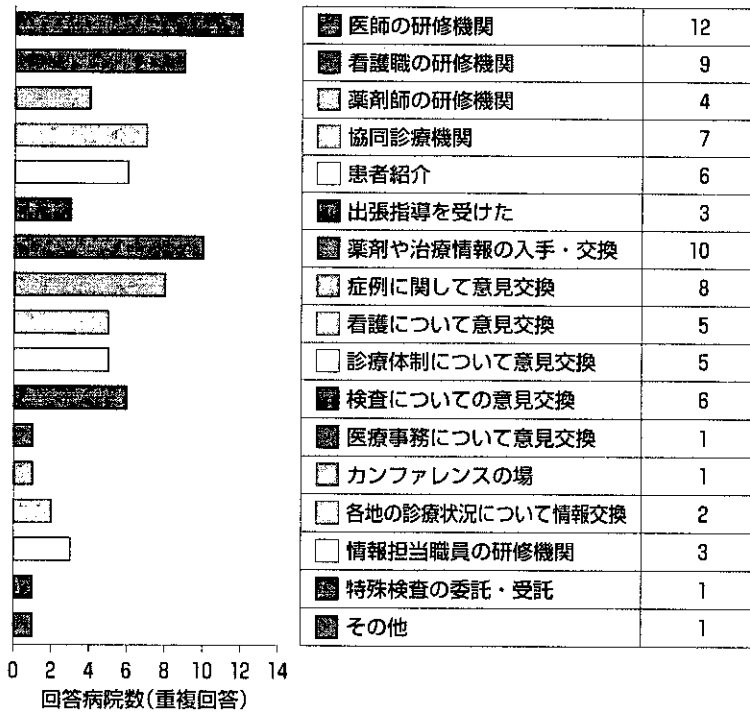 医師の研修機関 12
看護職の研修機関 9
薬剤師の研修機関 4
協同診療機関 7
患者紹介 6
出張指導を受けた 3
薬剤や治療情報の入手・交換 10
症例に関して意見交換 8
看護について意見交換 5
診療体制について意見交換 5
検査についての意見交換 6
医療事務について意見交換 1
カンファレンスの場 1
各地の診療状況について情報交換 2
情報担当職員の研修機関 3
特殊検査の委託・受託 1
その他 1
0 2 4 6 8 10 12 14
回答病院数(重複回答)